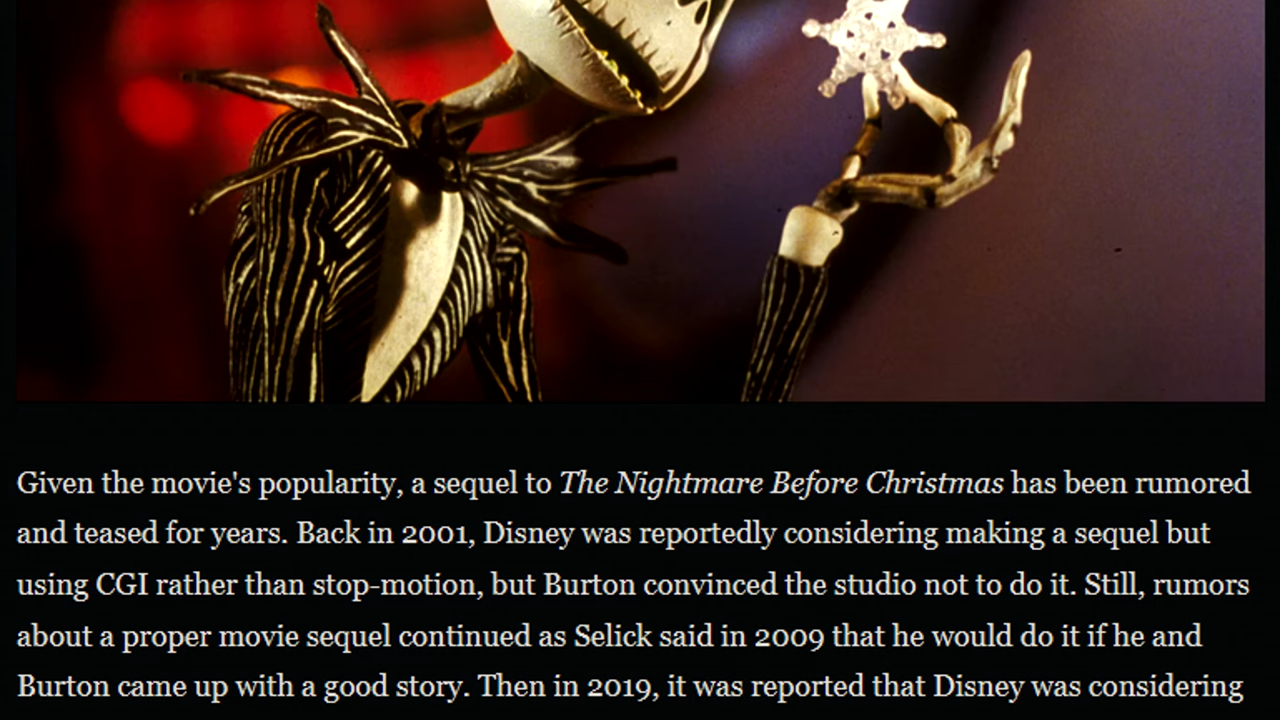 Given the movie's popularity, a sequel to The Nightmare Before Christmas has been rumored
and teased for years. Back in 2001, Disney was reportedly considering making a sequel but
using CGI rather than stop-motion, but Burton convinced the studio not to do it. Still, rumors
about a proper movie sequel continued as Selick said in 2009 that he would do it if he and
Burton came up with a good story. Then in 2019, it was reported that Disney was considering